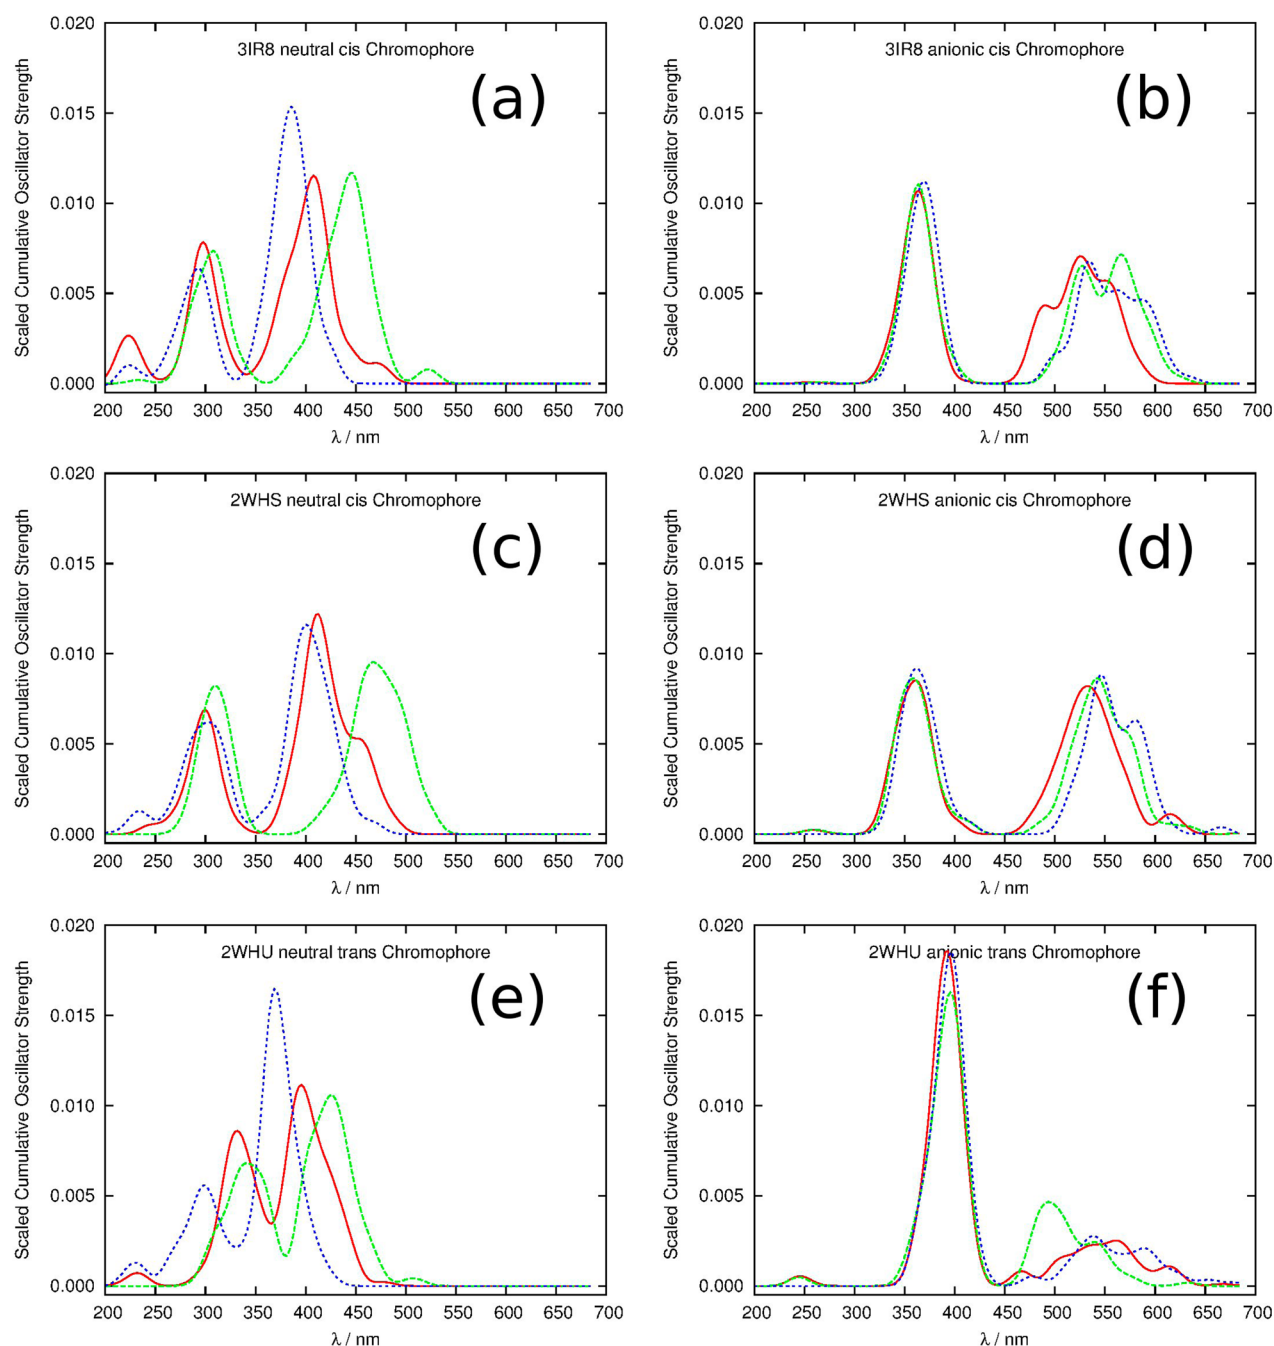 3IR8 neutral cis Chromophore
(a)
Scaled Cumulative Oscillator Strength
0.020
0.015
0.010
0.005
0.000
200 250 300 350 400 450 500 550 600 700
λ / nm
3IR8 anionic cis Chromophore
(b)
Scaled Cumulative Oscillator Strength
0.020
0.015
0.010
0.005
0.000
200 250 300 350 400 450 500 550 600 650 700
λ / nm
2WHS neutral cis Chromophore
(c)
Scaled Cumulative Oscillator Strength
0.020
0.015
0.010
0.005
0.000
200 250 300 350 400 450 500 550 600 700
λ / nm
2WHS anionic cis Chromophore
(d)
Scaled Cumulative Oscillator Strength
0.020
0.015
0.010
0.005
0.000
200 250 300 350 400 450 500 550 600 650 700
λ / nm
2WHU neutral trans Chromophore
(e)
Scaled Cumulative Oscillator Strength
0.020
0.015
0.010
0.005
0.000
200 250 300 350 400 450 500 550 600 700
λ / nm
2WHU anionic trans Chromophore
(f)
Scaled Cumulative Oscillator Strength
0.020
0.015
0.010
0.005
0.000
200 250 300 350 400 450 500 550 600 650 700
λ / nm